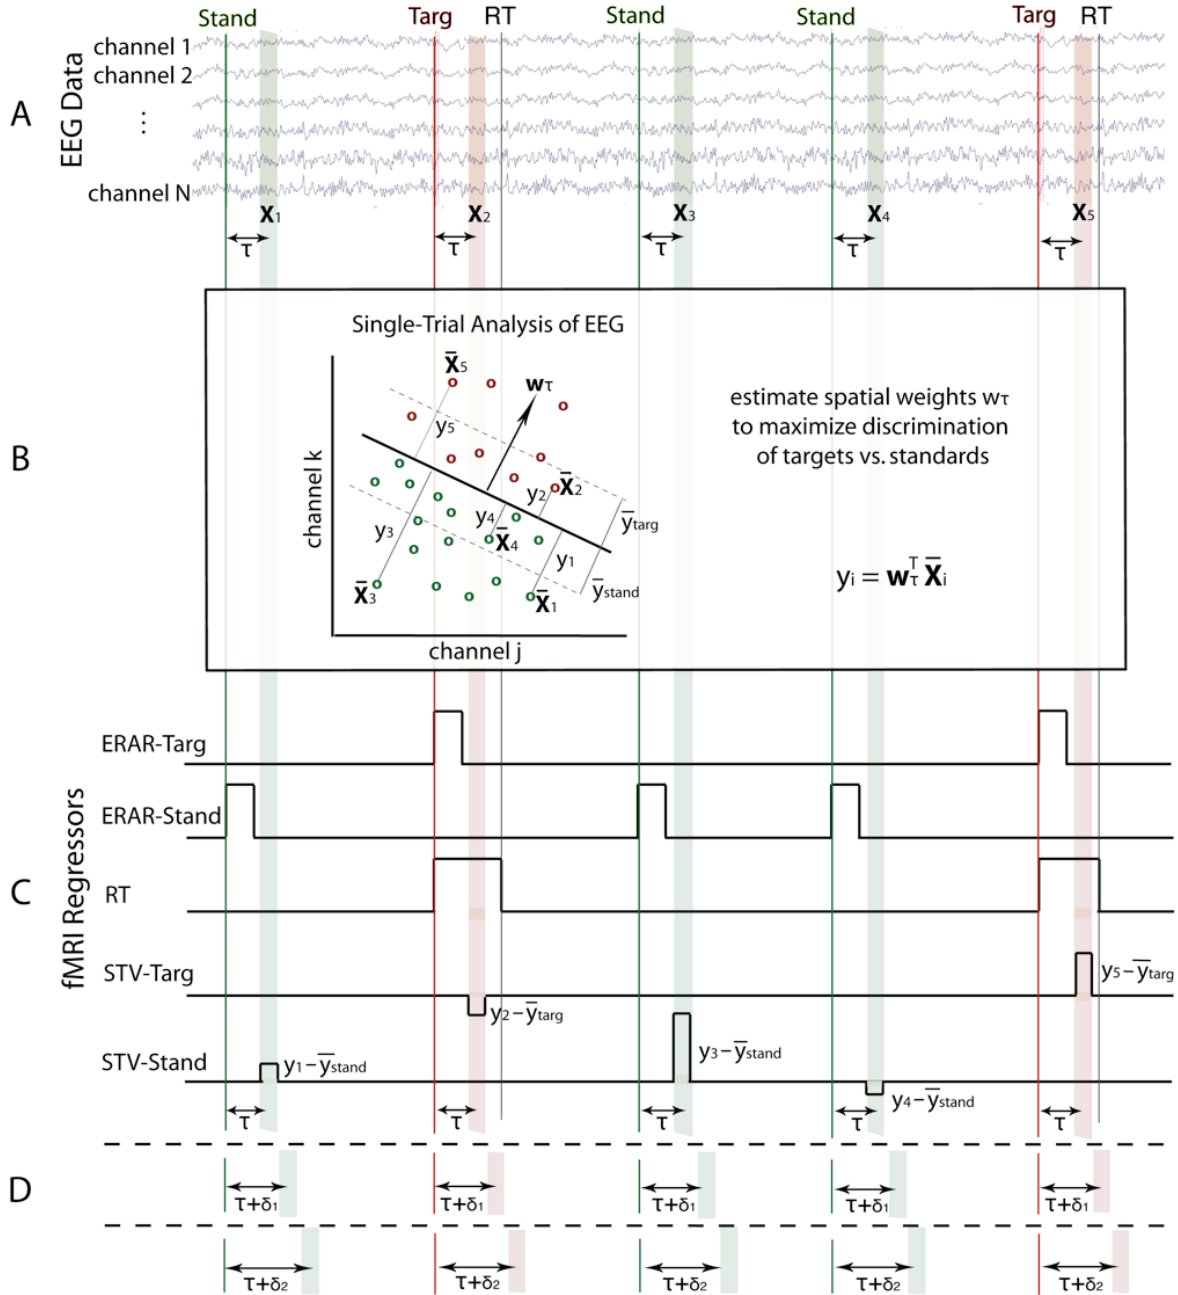 Stand Targ RT Stand Stand Targ RT
A
EEG Data
channel 1
channel 2
⋮
channel N
X1 X2 X3 X4 X5
τ τ τ τ τ
B
Single-Trial Analysis of EEG
channel k
channel j
X̄5
wτ
y5
X̄2
y2
y4
y3
X̄4
y1
ȳtarg
ȳstand
X̄3
X̄1
estimate spatial weights wτ
to maximize discrimination
of targets vs. standards
yi = wτᵀ X̄i
C
fMRI Regressors
ERAR-Targ
ERAR-Stand
RT
STV-Targ
y2–ȳtarg
y5–ȳtarg
STV-Stand
y1–ȳstand
y3–ȳstand
y4–ȳstand
τ τ τ τ τ
D
τ+δ1 τ+δ1 τ+δ1 τ+δ1 τ+δ1
τ+δ2 τ+δ2 τ+δ2 τ+δ2 τ+δ2